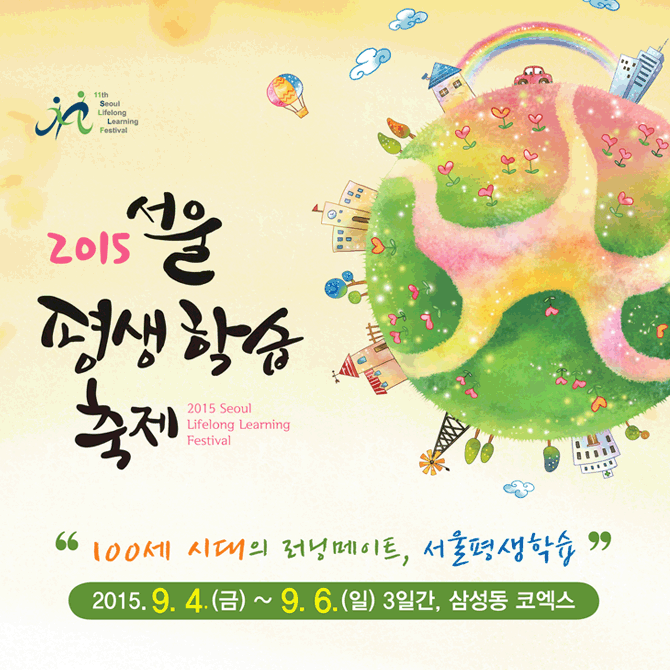 11th
Seoul
Lifelong
Learning
Festival
2015 서울
평생학습
축제
2015 Seoul
Lifelong Learning
Festival
“ 100세 시대의 러닝메이트, 서울평생학습 ”
2015. 9. 4.(금) ~ 9. 6.(일) 3일간, 삼성동 코엑스